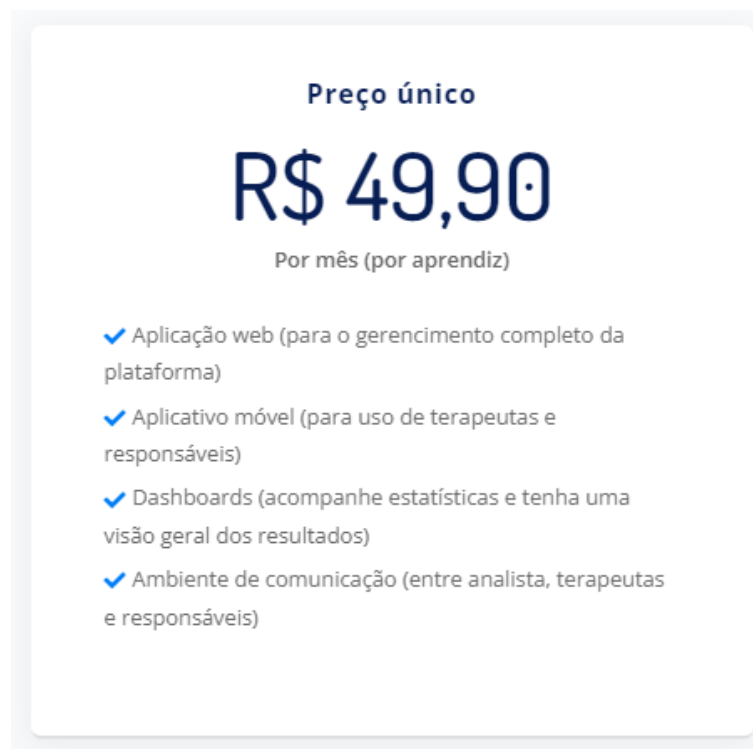 Preço único
R$ 49,90
Por mês (por aprendiz)
Aplicação web (para o gerencimento completo da
plataforma)
Aplicativo móvel (para uso de terapeutas e
responsáveis)
Dashboards (acompanhe estatísticas e tenha uma
visão geral dos resultados)
Ambiente de comunicação (entre analista, terapeutas
e responsáveis)